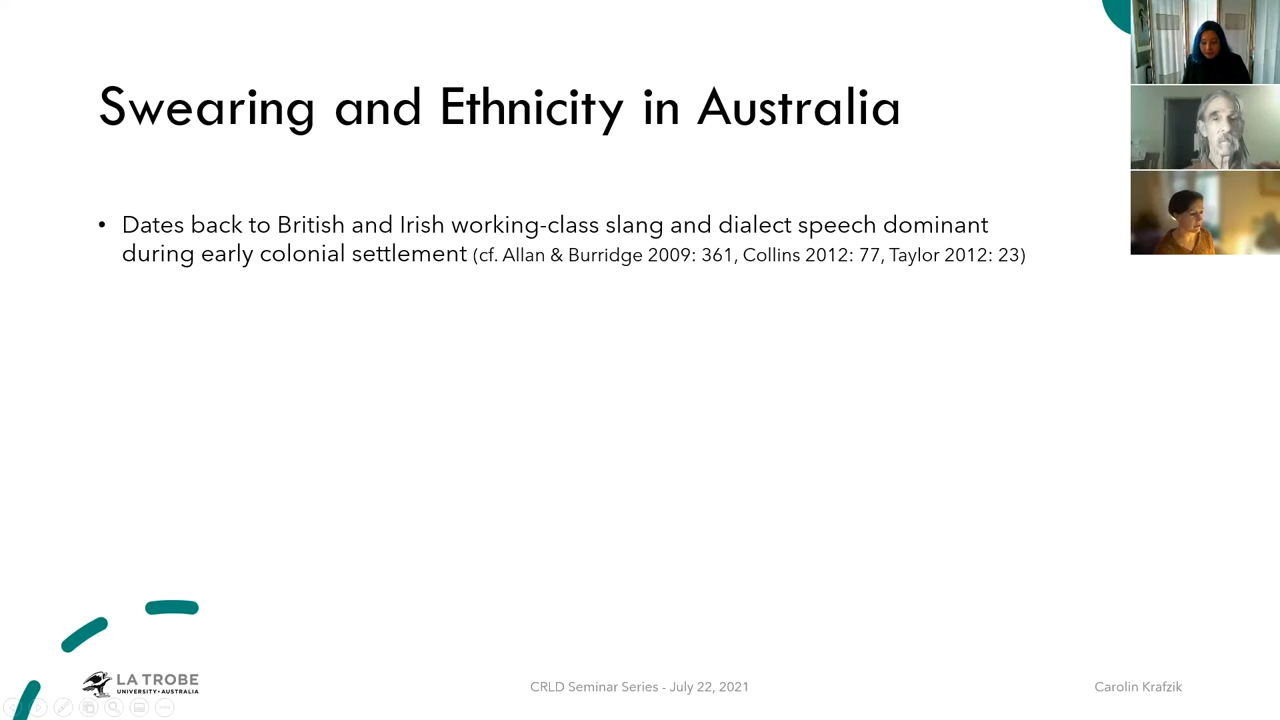 Swearing and Ethnicity in Australia
• Dates back to British and Irish working-class slang and dialect speech dominant
during early colonial settlement (cf. Allan & Burridge 2009: 361, Collins 2012: 77, Taylor 2012: 23)
LA TROBE
UNIVERSITY • AUSTRALIA
CRLD Seminar Series - July 22, 2021
Carolin Krafzik